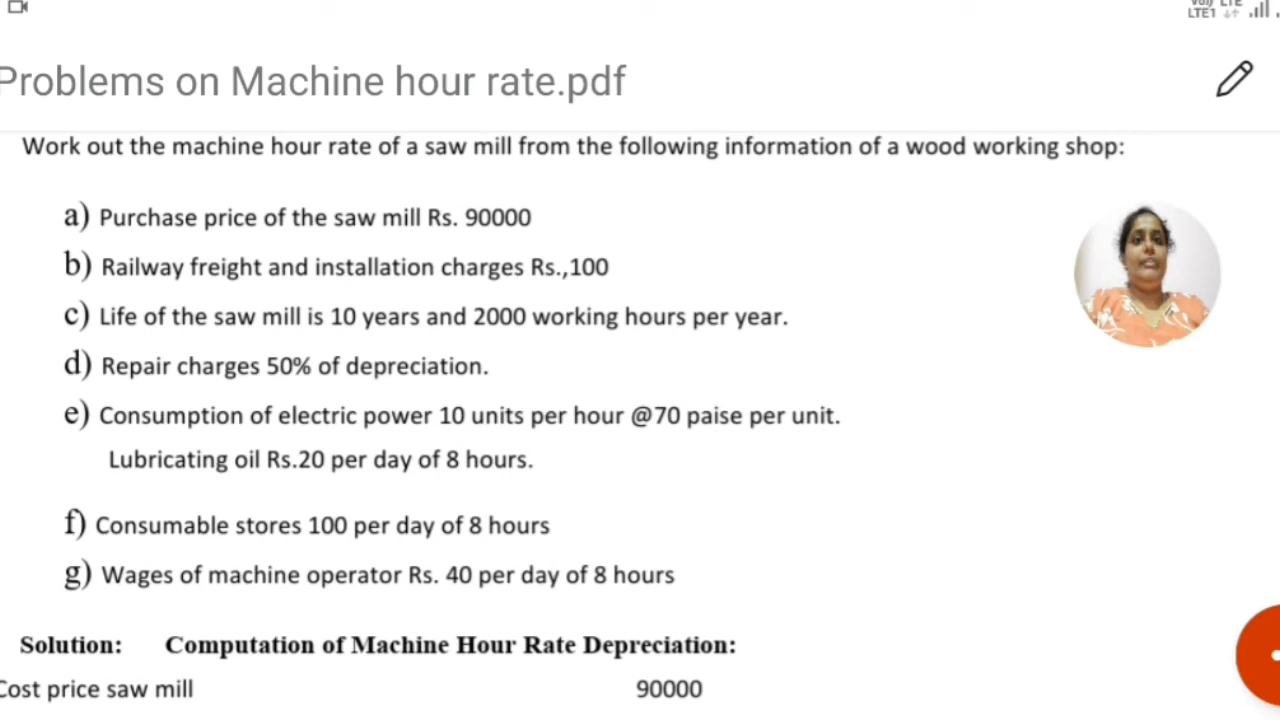 LTE1
Problems on Machine hour rate.pdf
Work out the machine hour rate of a saw mill from the following information of a wood working shop:
a) Purchase price of the saw mill Rs. 90000
b) Railway freight and installation charges Rs.,100
c) Life of the saw mill is 10 years and 2000 working hours per year.
d) Repair charges 50% of depreciation.
e) Consumption of electric power 10 units per hour @70 paise per unit.
Lubricating oil Rs.20 per day of 8 hours.
f) Consumable stores 100 per day of 8 hours
g) Wages of machine operator Rs. 40 per day of 8 hours
Solution: Computation of Machine Hour Rate Depreciation:
Cost price saw mill 90000